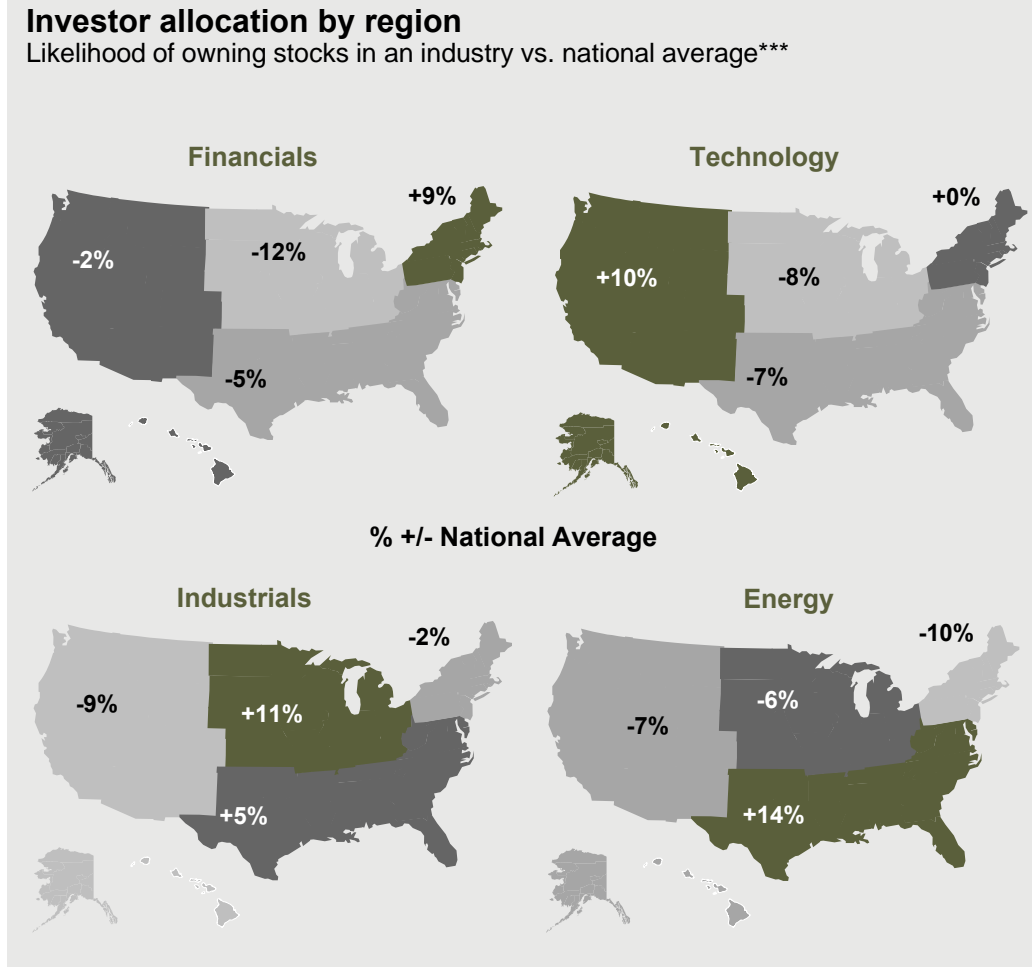 Investor allocation by region
Likelihood of owning stocks in an industry vs. national average***
Financials
+9%
-2%
-12%
-5%
Technology
+0%
+10%
-8%
-7%
% +/- National Average
Industrials
-2%
-9%
+11%
+5%
Energy
-10%
-6%
-7%
+14%